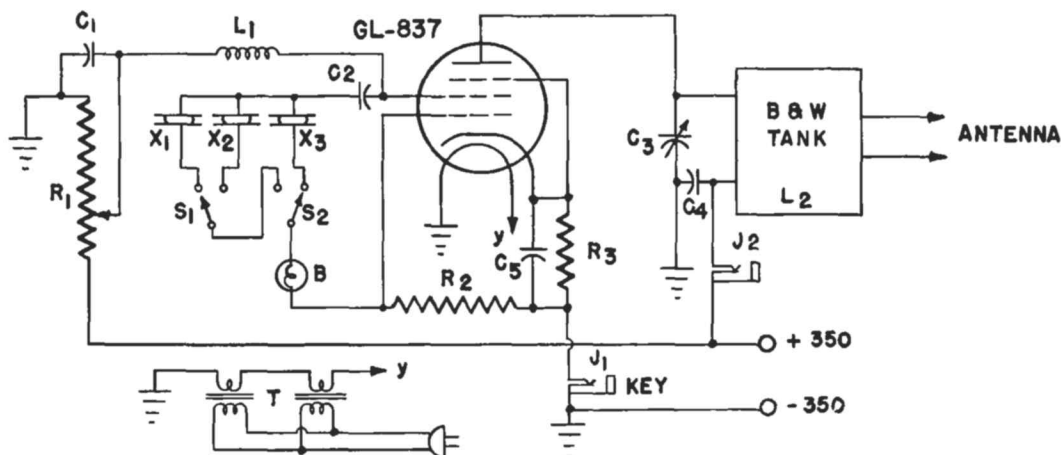 C1
L1
GL-837
C2
X1
X2
X3
R1
S1
S2
B
y
C5
R3
R2
C3
C4
B & W
TANK
L2
ANTENNA
J2
+ 350
J1
KEY
- 350
T
y